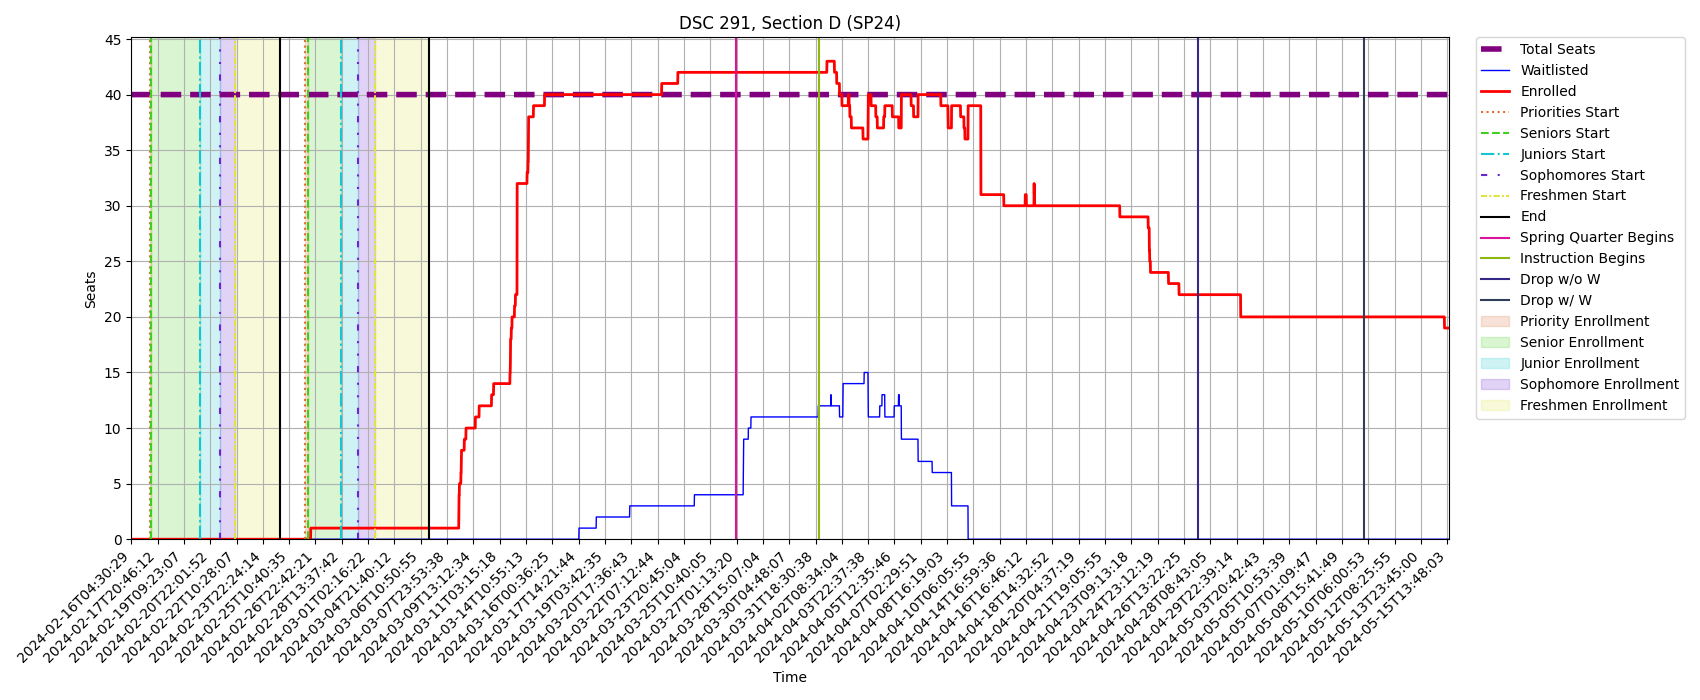 DSC 291, Section D (SP24)
Seats
45
40
35
30
25
20
15
10
5
0
2024-02-16T04:30:29
2024-02-17T20:46:12
2024-02-19T09:23:07
2024-02-20T22:01:52
2024-02-22T10:28:07
2024-02-23T22:24:14
2024-02-25T10:40:35
2024-02-26T22:42:21
2024-02-28T13:37:42
2024-03-01T02:16:22
2024-03-04T21:40:12
2024-03-06T10:50:55
2024-03-07T23:53:38
2024-03-09T13:12:34
2024-03-11T03:15:18
2024-03-14T10:55:13
2024-03-16T00:36:25
2024-03-17T14:21:44
2024-03-19T03:42:35
2024-03-20T17:36:43
2024-03-22T07:12:44
2024-03-23T20:45:04
2024-03-25T10:40:05
2024-03-27T01:13:20
2024-03-28T15:07:04
2024-03-30T04:48:07
2024-03-31T18:30:38
2024-04-02T08:34:04
2024-04-03T22:37:38
2024-04-05T12:35:46
2024-04-07T02:29:51
2024-04-08T16:19:03
2024-04-10T06:05:55
2024-04-14T16:59:36
2024-04-16T16:46:12
2024-04-18T14:32:52
2024-04-20T04:37:19
2024-04-21T19:05:55
2024-04-23T09:13:18
2024-04-24T23:12:19
2024-04-26T13:22:25
2024-04-28T08:43:05
2024-04-29T22:39:14
2024-05-03T20:42:43
2024-05-05T10:53:39
2024-05-07T01:09:47
2024-05-08T15:41:49
2024-05-10T06:00:53
2024-05-12T08:25:55
2024-05-13T23:45:00
2024-05-15T13:48:03
Time
Total Seats
Waitlisted
Enrolled
Priorities Start
Seniors Start
Juniors Start
Sophomores Start
Freshmen Start
End
Spring Quarter Begins
Instruction Begins
Drop w/o W
Drop w/ W
Priority Enrollment
Senior Enrollment
Junior Enrollment
Sophomore Enrollment
Freshmen Enrollment